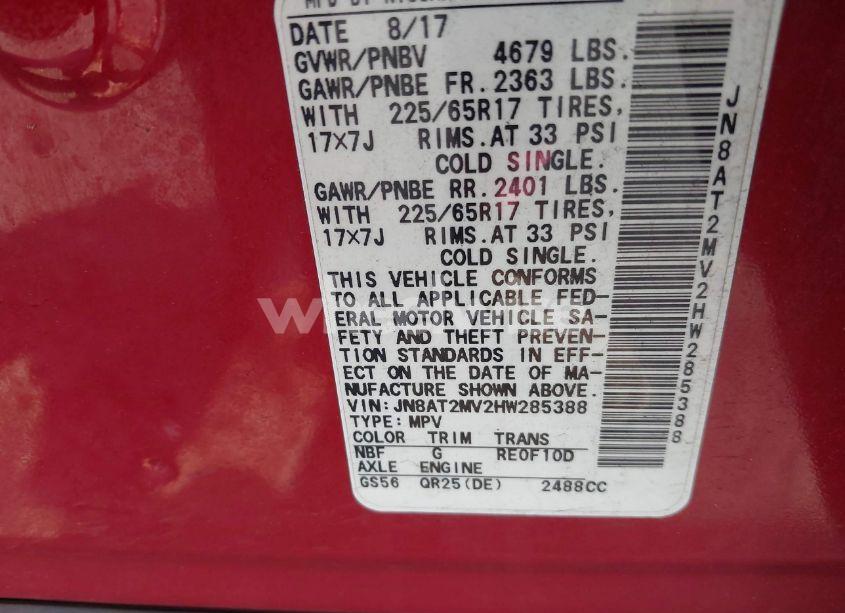 MFD BY NISSAN
DATE 8/17
GVWR/PNBV 4679 LBS.
GAWR/PNBE FR. 2363 LBS.
WITH 225/65R17 TIRES,
17X7J RIMS.AT 33 PSI
COLD SINGLE.
GAWR/PNBE RR. 2401 LBS.
WITH 225/65R17 TIRES,
17X7J RIMS.AT 33 PSI
COLD SINGLE.
THIS VEHICLE CONFORMS
TO ALL APPLICABLE FED-
ERAL MOTOR VEHICLE SA-
FETY AND THEFT PREVEN-
TION STANDARDS IN EFF-
ECT ON THE DATE OF MA-
NUFACTURE SHOWN ABOVE.
VIN: JN8AT2MV2HW285388
TYPE: MPV
COLOR TRIM TRANS
NBF G RE0F10D
AXLE ENGINE
GS56 QR25(DE) 2488CC
JN8AT2MV2HW285388